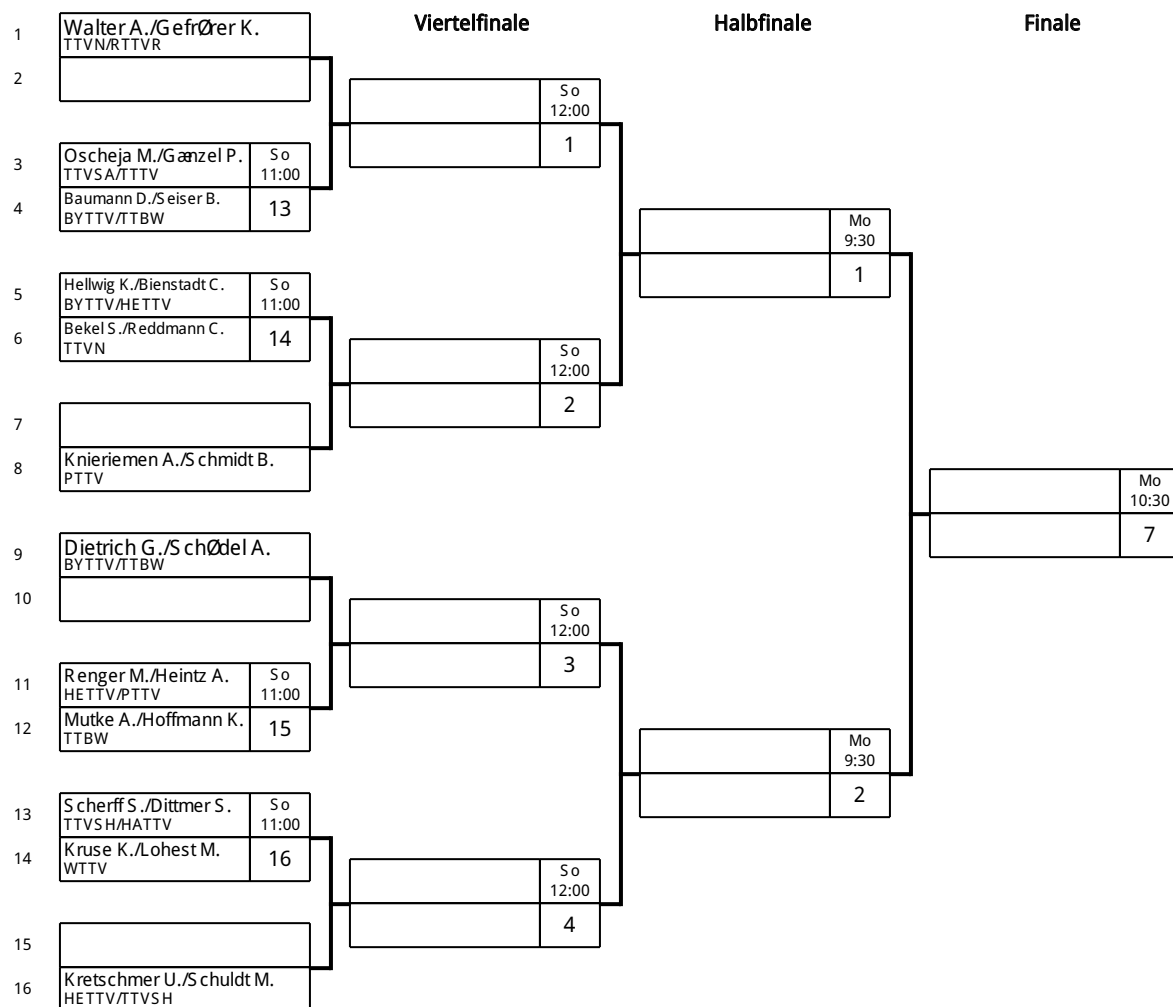 Viertelfinale
Halbfinale
Finale
1
Walter A./GefrØrer K.
TTVN/RTTVR
2
So
12:00
1
3
Oscheja M./Gænzel P.
TTVSA/TTTV
So
11:00
4
Baumann D./Seiser B.
BYTTV/TTBW
13
Mo
9:30
1
5
Hellwig K./Bienstadt C.
BYTTV/HETTV
So
11:00
6
Bekel S./Reddmann C.
TTVN
14
So
12:00
2
7
8
Knieriemen A./Schmidt B.
PTTV
Mo
10:30
7
9
Dietrich G./SchØdel A.
BYTTV/TTBW
10
So
12:00
3
11
Renger M./Heintz A.
HETTV/PTTV
So
11:00
12
Mutke A./Hoffmann K.
TTBW
15
Mo
9:30
2
13
Scherff S./Dittmer S.
TTVSH/HATTV
So
11:00
14
Kruse K./Lohest M.
WTTV
16
So
12:00
4
15
16
Kretschmer U./Schuldt M.
HETTV/TTVSH